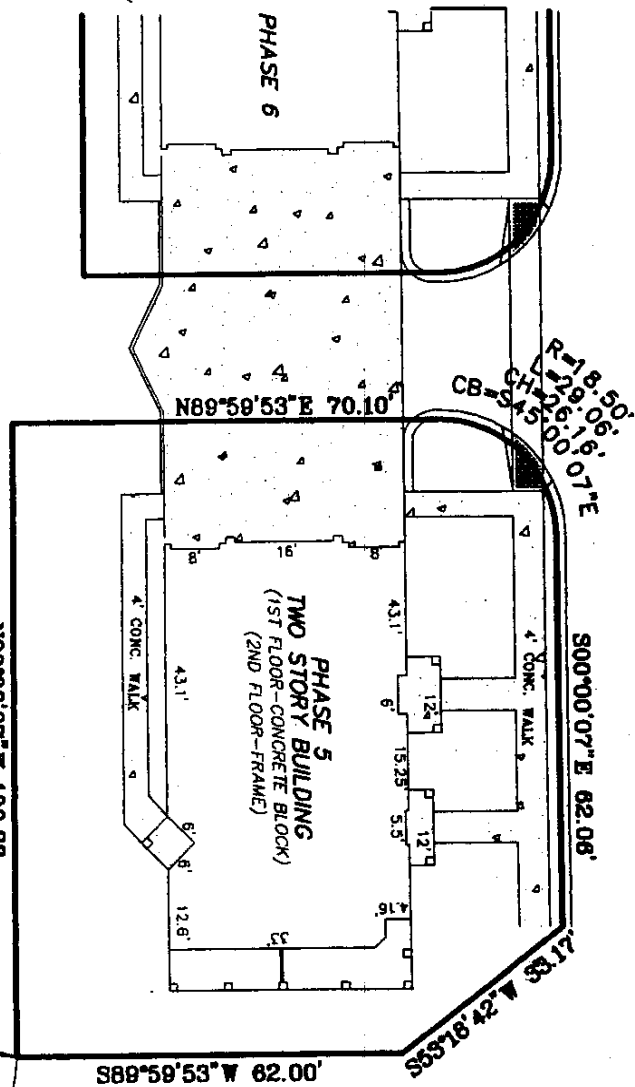 PHASE 6
R=18.50'
L=29.06'
CH=26.16'
CB=S45°00'07"E
N89°59'53"E 70.10'
8'
16'
8'
43.1'
4' CONC. WALK
S00°00'07"E 62.06'
PHASE 5
TWO STORY BUILDING
(1ST FLOOR-CONCRETE BLOCK)
(2ND FLOOR-FRAME)
4' CONC. WALK
43.1'
12'
6'
15.25'
5.5'
12'
6'
6'
12.6'
4.16'
33'
S53°18'42"W 33.17'
S89°59'53"W 62.00'